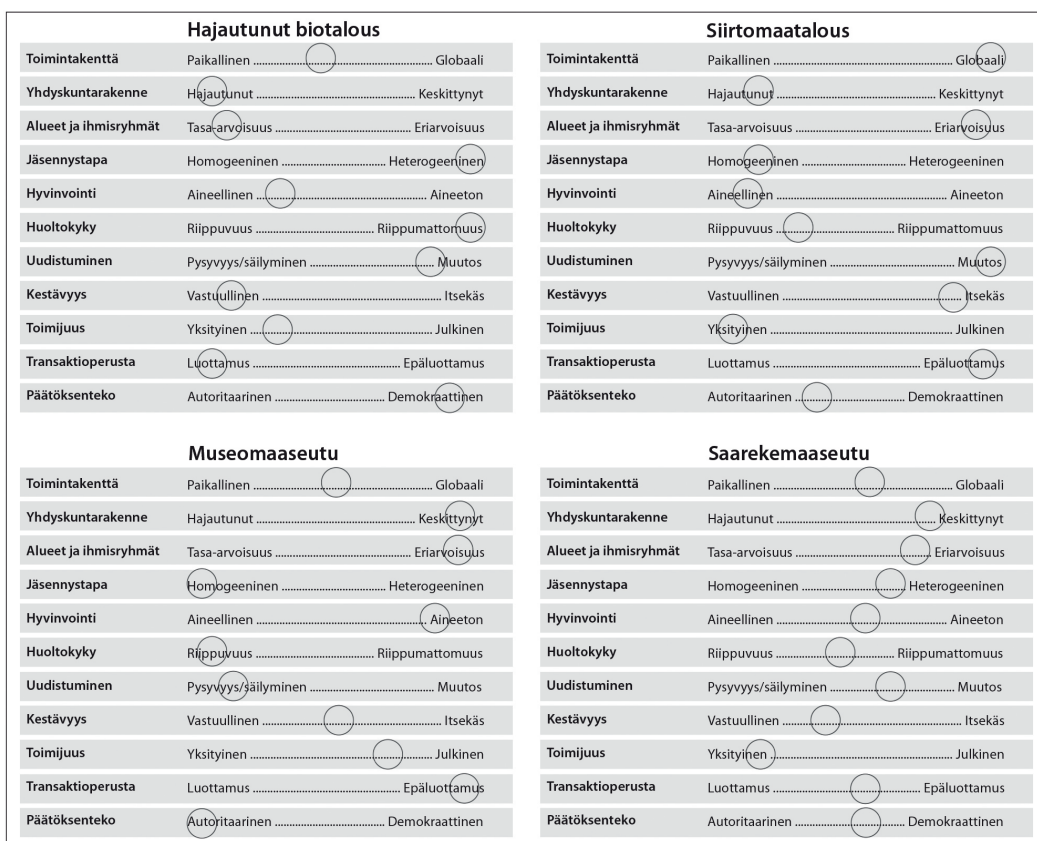 Hajautunut biotalous
Toimintakenttä Paikallinen ........ Globaali
Yhdyskuntarakenne Hajautunut ........ Keskittynyt
Alueet ja ihmisryhmät Tasa-arvoisuus ........ Eriarvoisuus
Jäsennystapa Homogeeninen ........ Heterogeeninen
Hyvinvointi Aineellinen ........ Aineeton
Huoltokyky Riippuvuus ........ Riippumattomuus
Uudistuminen Pysyvyys/säilyminen ........ Muutos
Kestävyys Vastuullinen ........ Itsekäs
Toimijuus Yksityinen ........ Julkinen
Transaktioperusta Luottamus ........ Epäluottamus
Päätöksenteko Autoritaarinen ........ Demokraattinen
Siirtomaatalous
Toimintakenttä Paikallinen ........ Globaali
Yhdyskuntarakenne Hajautunut ........ Keskittynyt
Alueet ja ihmisryhmät Tasa-arvoisuus ........ Eriarvoisuus
Jäsennystapa Homogeeninen ........ Heterogeeninen
Hyvinvointi Aineellinen ........ Aineeton
Huoltokyky Riippuvuus ........ Riippumattomuus
Uudistuminen Pysyvyys/säilyminen ........ Muutos
Kestävyys Vastuullinen ........ Itsekäs
Toimijuus Yksityinen ........ Julkinen
Transaktioperusta Luottamus ........ Epäluottamus
Päätöksenteko Autoritaarinen ........ Demokraattinen
Museomaaseutu
Toimintakenttä Paikallinen ........ Globaali
Yhdyskuntarakenne Hajautunut ........ Keskittynyt
Alueet ja ihmisryhmät Tasa-arvoisuus ........ Eriarvoisuus
Jäsennystapa Homogeeninen ........ Heterogeeninen
Hyvinvointi Aineellinen ........ Aineeton
Huoltokyky Riippuvuus ........ Riippumattomuus
Uudistuminen Pysyvyys/säilyminen ........ Muutos
Kestävyys Vastuullinen ........ Itsekäs
Toimijuus Yksityinen ........ Julkinen
Transaktioperusta Luottamus ........ Epäluottamus
Päätöksenteko Autoritaarinen ........ Demokraattinen
Saarekemaaseutu
Toimintakenttä Paikallinen ........ Globaali
Yhdyskuntarakenne Hajautunut ........ Keskittynyt
Alueet ja ihmisryhmät Tasa-arvoisuus ........ Eriarvoisuus
Jäsennystapa Homogeeninen ........ Heterogeeninen
Hyvinvointi Aineellinen ........ Aineeton
Huoltokyky Riippuvuus ........ Riippumattomuus
Uudistuminen Pysyvyys/säilyminen ........ Muutos
Kestävyys Vastuullinen ........ Itsekäs
Toimijuus Yksityinen ........ Julkinen
Transaktioperusta Luottamus ........ Epäluottamus
Päätöksenteko Autoritaarinen ........ Demokraattinen